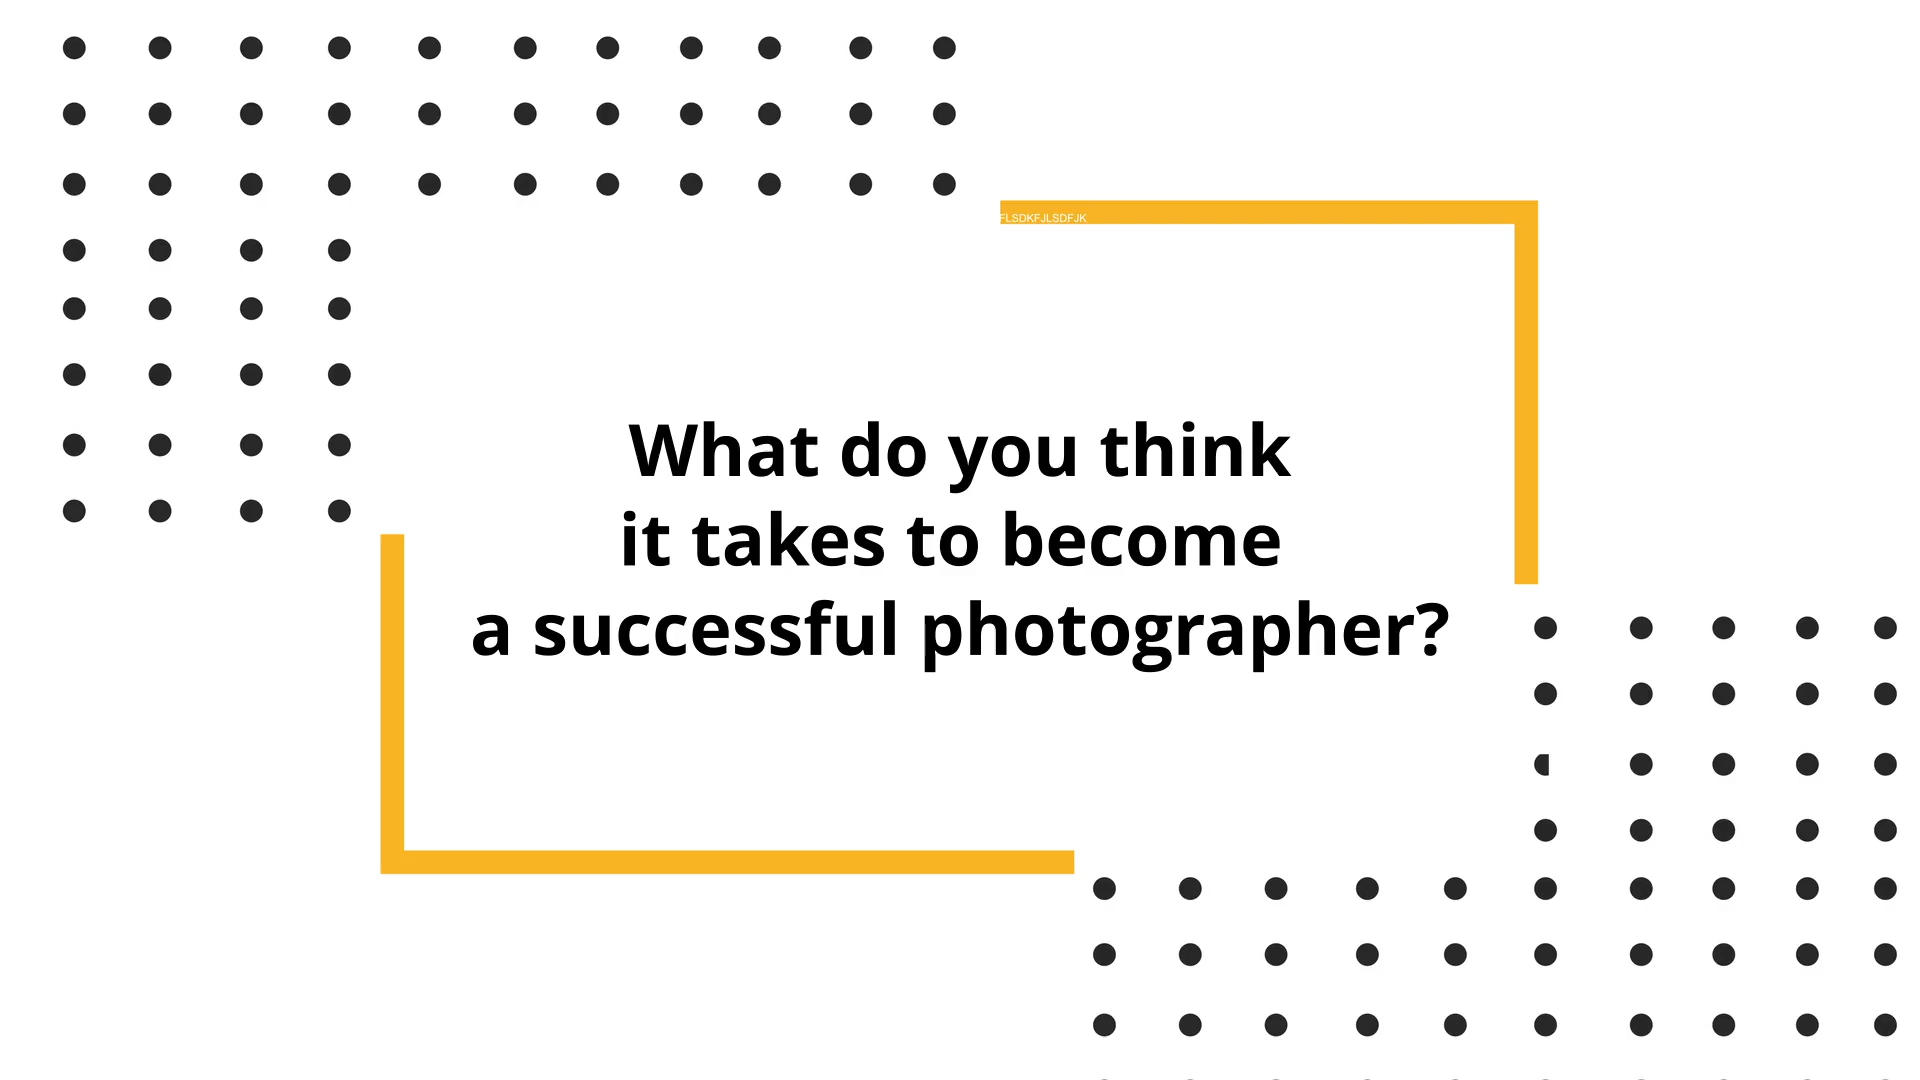 FLSDKFJLSDFJK
What do you think
it takes to become
a successful photographer?